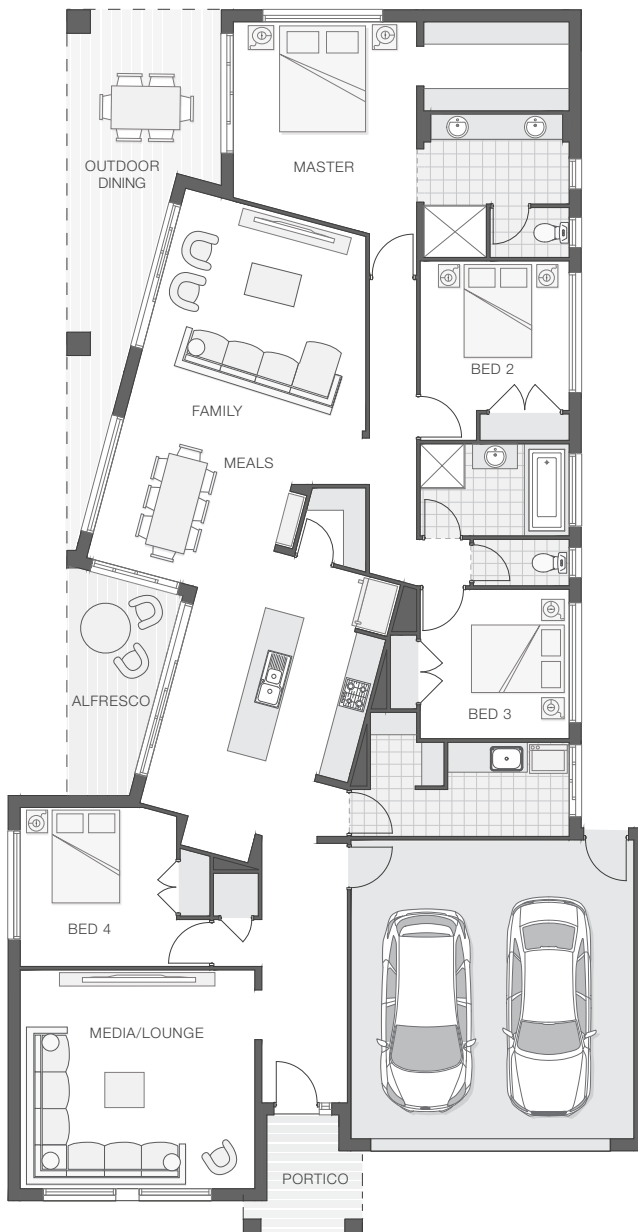 MASTER
OUTDOOR
DINING
BED 2
FAMILY
MEALS
ALFRESCO
BED 3
BED 4
MEDIA/LOUNGE
PORTICO